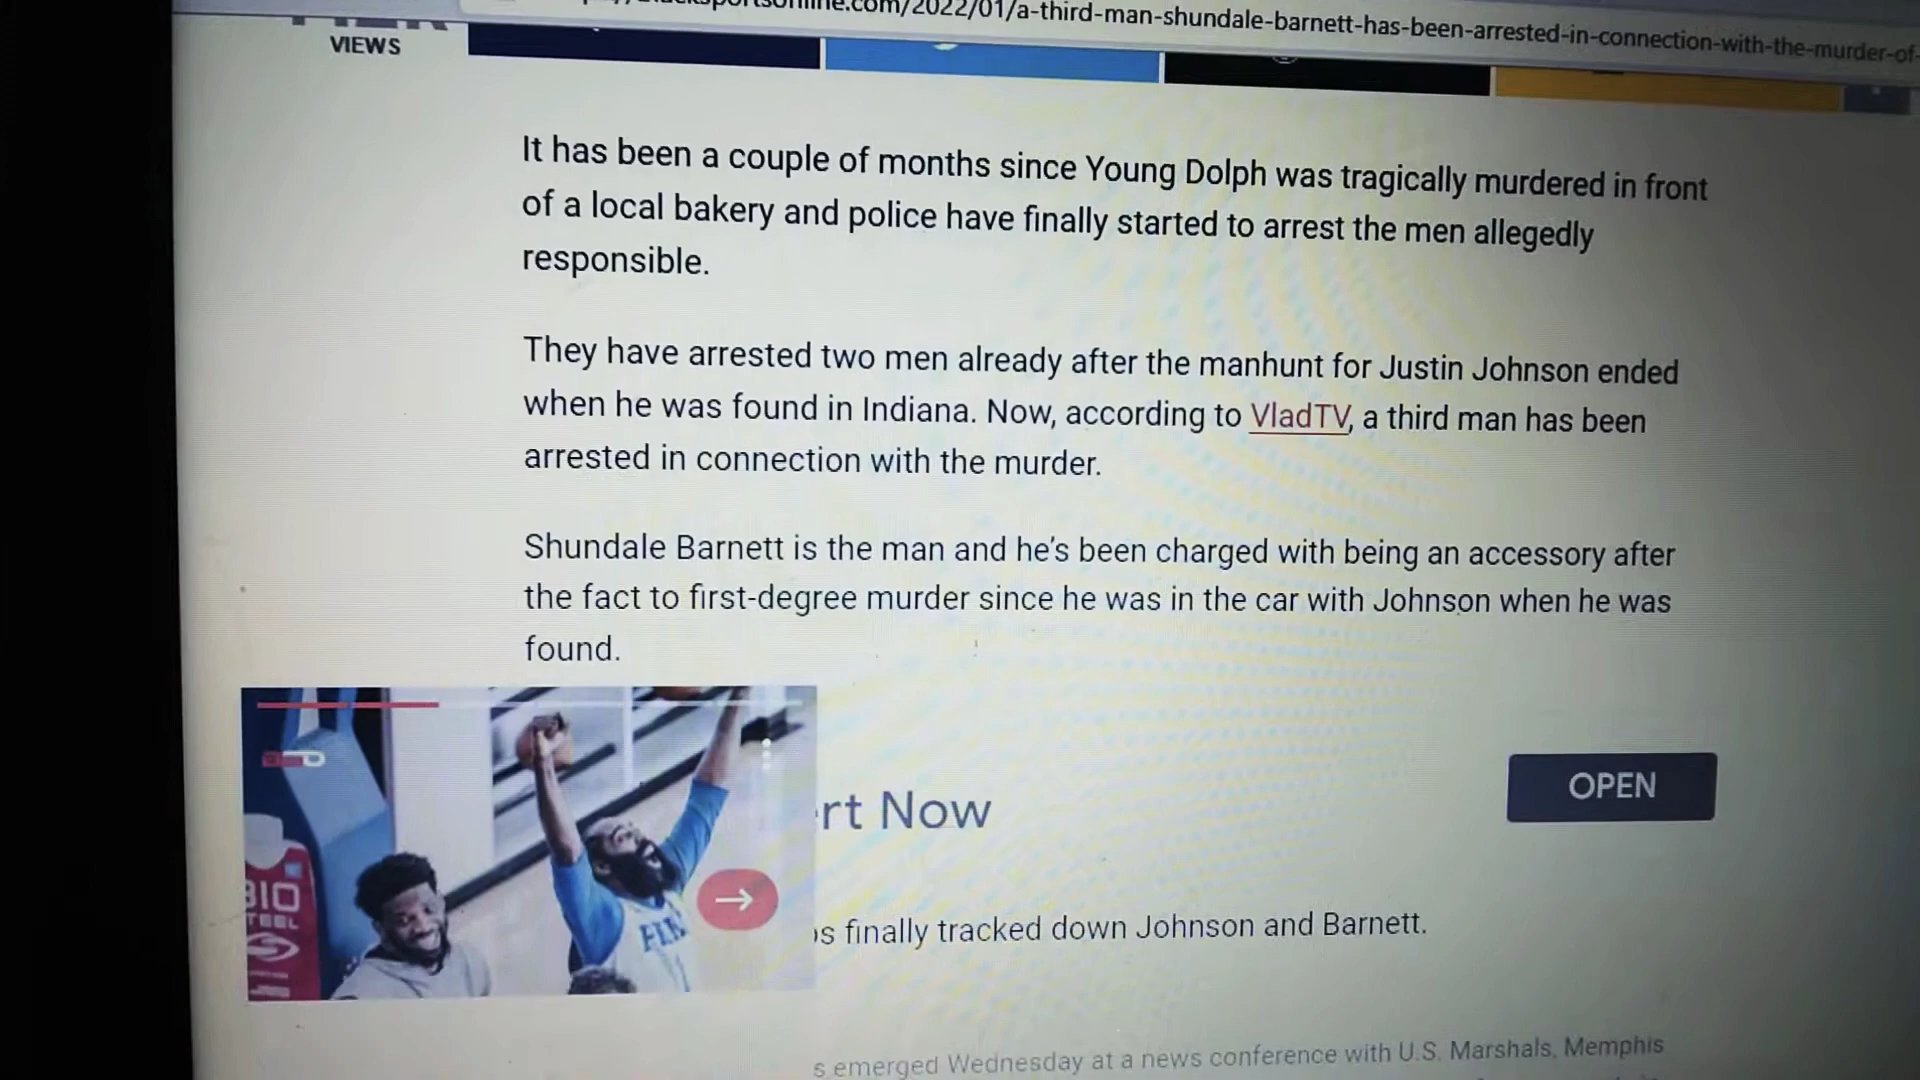 VIEWS
.com/2022/01/a-third-man-shundale-barnett-has-been-arrested-in-connection-with-the-murder-of-
It has been a couple of months since Young Dolph was tragically murdered in front
of a local bakery and police have finally started to arrest the men allegedly
responsible.
They have arrested two men already after the manhunt for Justin Johnson ended
when he was found in Indiana. Now, according to VladTV, a third man has been
arrested in connection with the murder.
Shundale Barnett is the man and he's been charged with being an accessory after
the fact to first-degree murder since he was in the car with Johnson when he was
found.
rt Now
OPEN
BIO
STEEL
s finally tracked down Johnson and Barnett.
s emerged Wednesday at a news conference with U.S. Marshals, Memphis